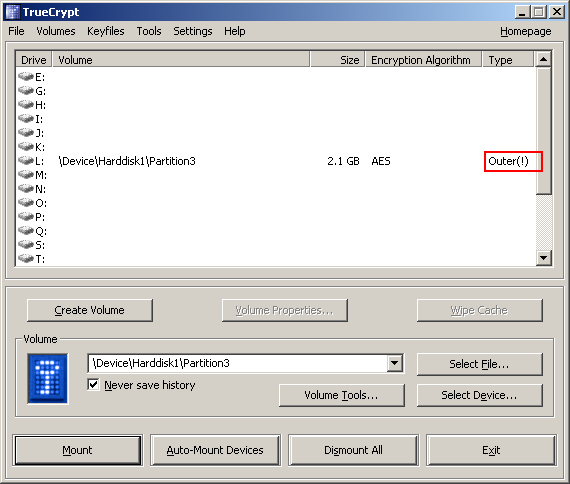 TrueCrypt
File Volumes Keyfiles Tools Settings Help Homepage
Drive Volume Size Encryption Algorithm Type
E:
G:
H:
I:
J:
K:
L: \Device\Harddisk1\Partition3 2.1 GB AES Outer(!)
M:
N:
O:
P:
Q:
S:
T:
Create Volume Volume Properties... Wipe Cache
Volume
\Device\Harddisk1\Partition3 Select File...
Never save history
Volume Tools... Select Device...
Mount Auto-Mount Devices Dismount All Exit